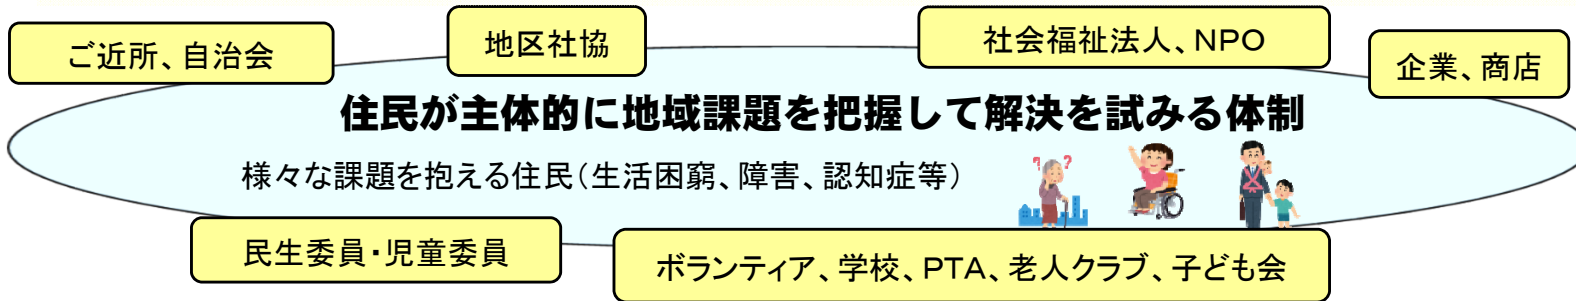 ご近所、自治会
地区社協
社会福祉法人、NPO
企業、商店
住民が主体的に地域課題を把握して解決を試みる体制
様々な課題を抱える住民（生活困窮、障害、認知症等）
? ?
民生委員・児童委員
ボランティア、学校、PTA、老人クラブ、子ども会